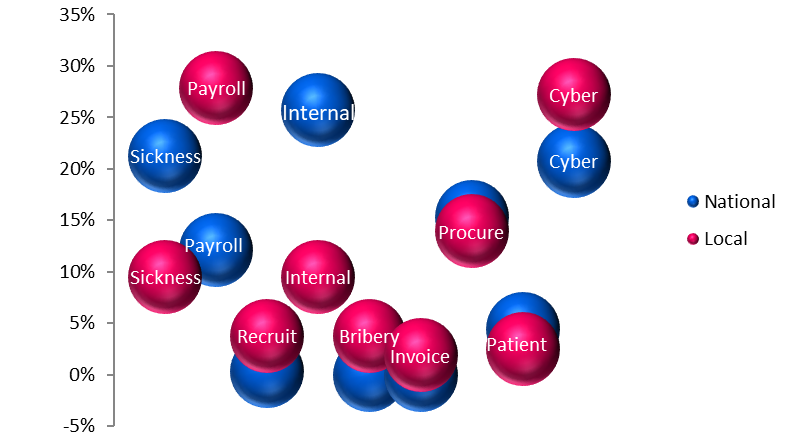 35%
30%
25%
20%
15%
10%
5%
0%
-5%
Payroll
Internal
Cyber
Sickness
Cyber
Procure
Payroll
Sickness
Internal
Recruit
Bribery
Invoice
Patient
National
Local